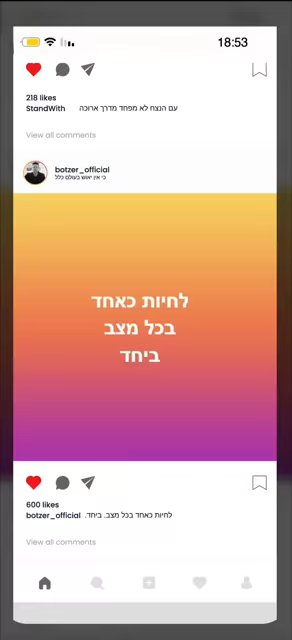 18:53
218 likes
StandWith עם הנצח לא מפחד מדרך ארוכה
View all comments
botzer_official
כי אין יאוש בעולם כלל
לחיות כאחד
בכל מצב
ביחד
600 likes
botzer_official לחיות כאחד בכל מצב. ביחד.
View all comments